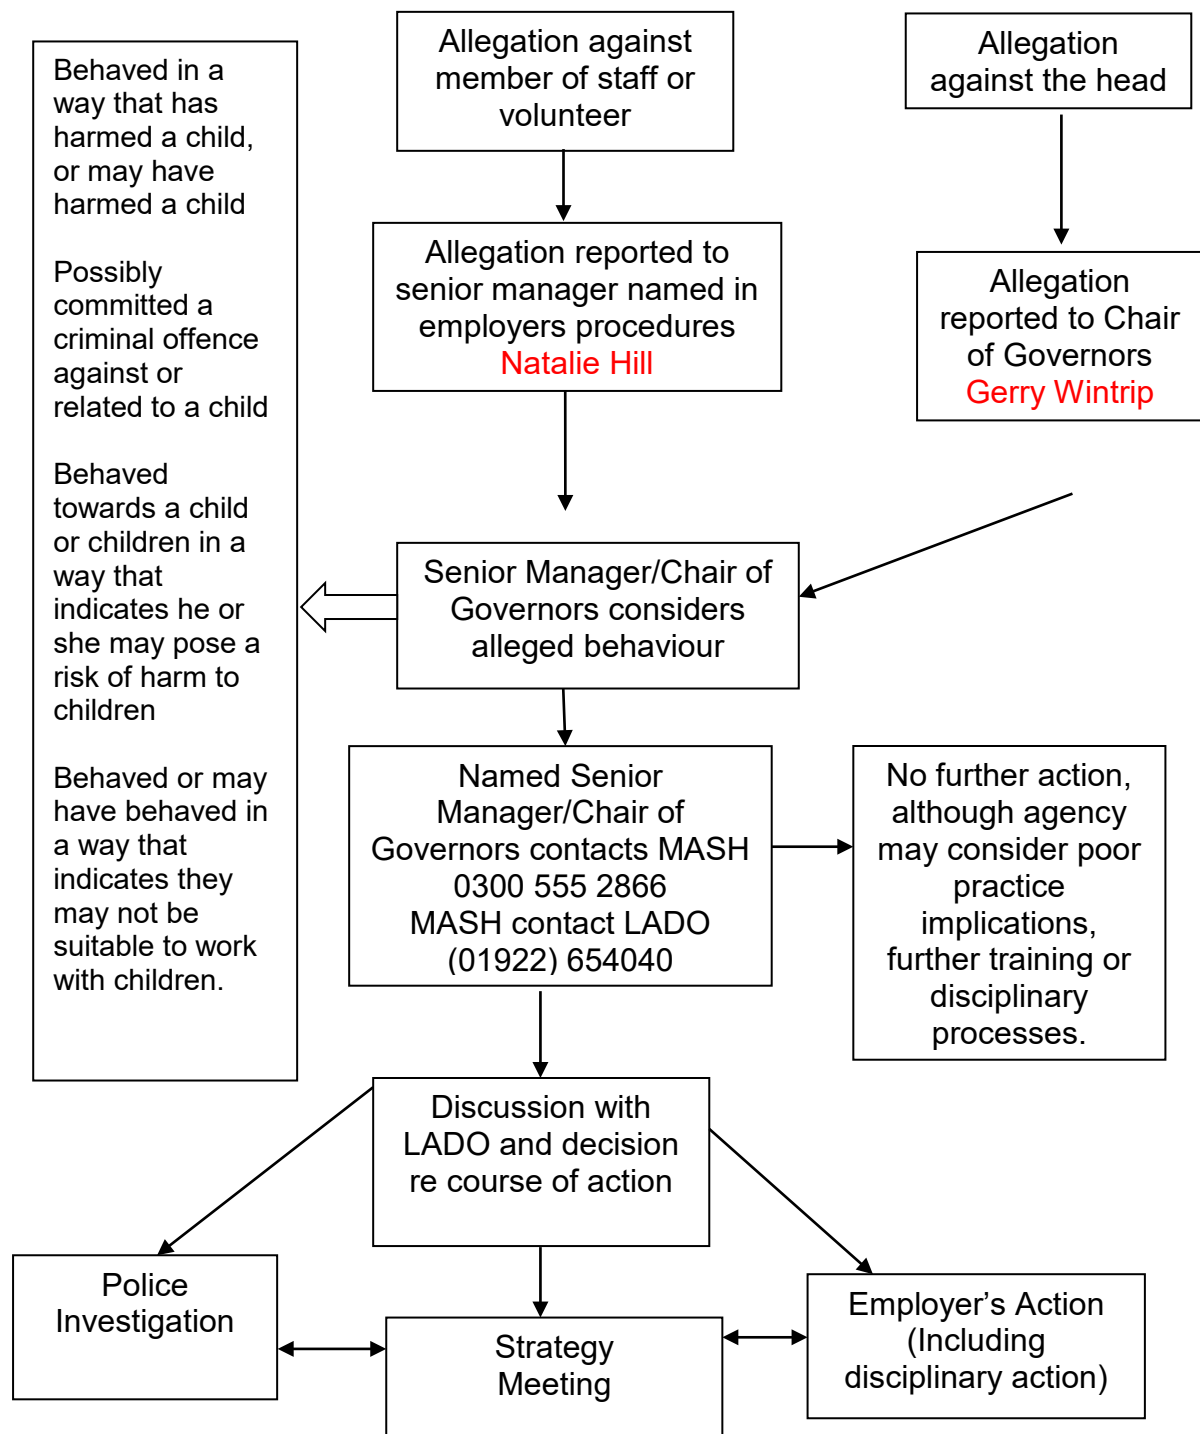 Behaved in a
way that has
harmed a child,
or may have
harmed a child
Possibly
committed a
criminal offence
against or
related to a child
Behaved
towards a child
or children in a
way that
indicates he or
she may pose a
risk of harm to
children
Behaved or may
have behaved in
a way that
indicates they
may not be
suitable to work
with children.
Allegation against
member of staff or
volunteer
Allegation
against the head
Allegation reported to
senior manager named in
employers procedures
Natalie Hill
Allegation
reported to Chair
of Governors
Gerry Wintrip
Senior Manager/Chair of
Governors considers
alleged behaviour
Named Senior
Manager/Chair of
Governors contacts MASH
0300 555 2866
MASH contact LADO
(01922) 654040
No further action,
although agency
may consider poor
practice
implications,
further training or
disciplinary
processes.
Discussion with
LADO and decision
re course of action
Police
Investigation
Strategy
Meeting
Employer’s Action
(Including
disciplinary action)